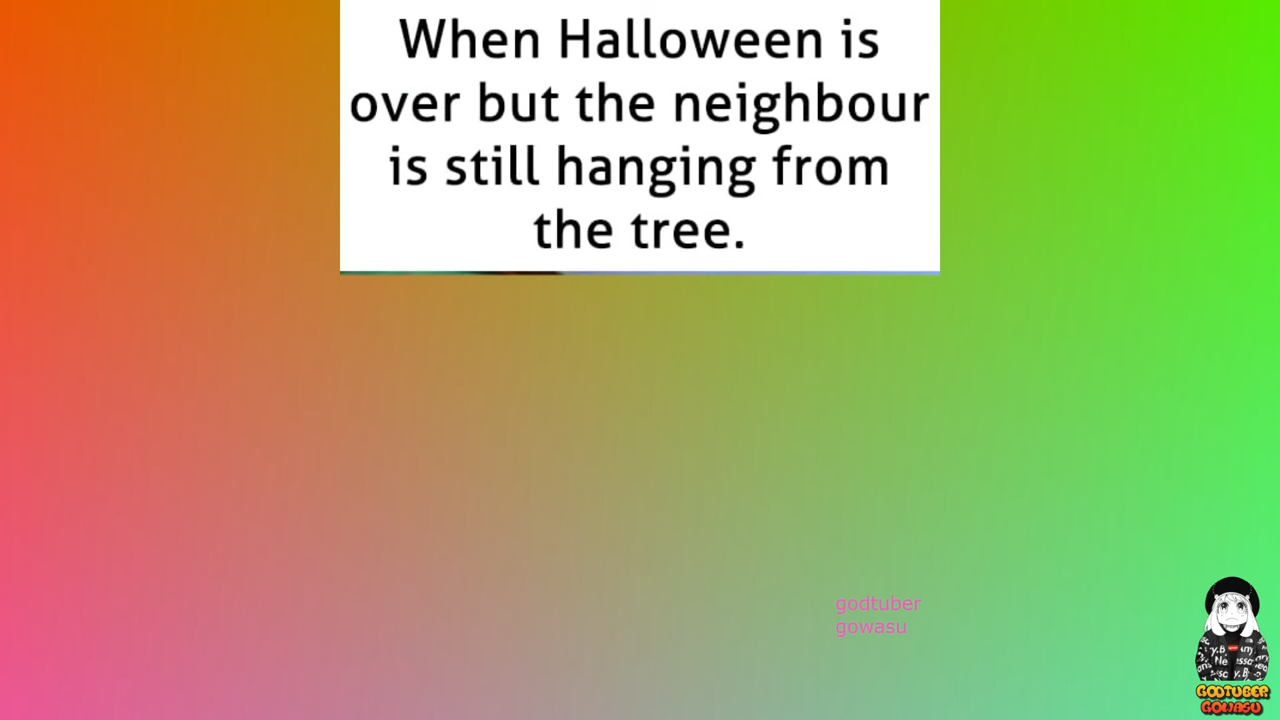 When Halloween is
over but the neighbour
is still hanging from
the tree.
godtuber
gowasu
GODTUBER
GOWASU